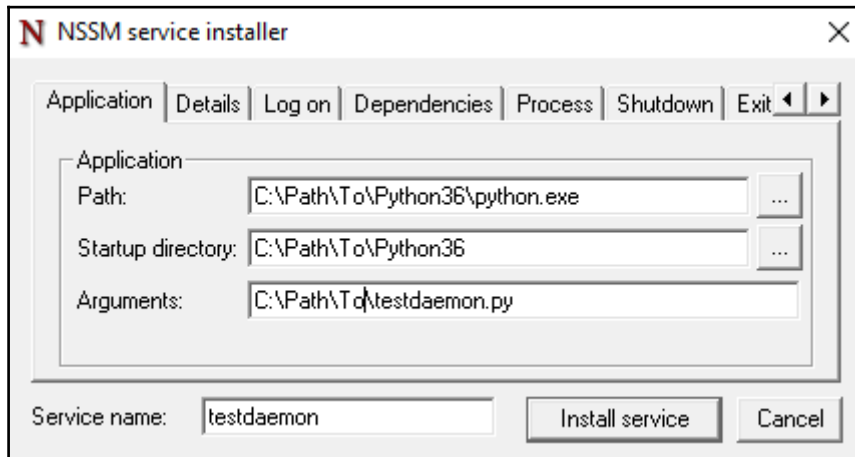 N NSSM service installer
Application Details Log on Dependencies Process Shutdown Exit
Application
Path: C:\Path\To\Python36\python.exe ...
Startup directory: C:\Path\To\Python36 ...
Arguments: C:\Path\To\testdaemon.py
Service name: testdaemon Install service Cancel